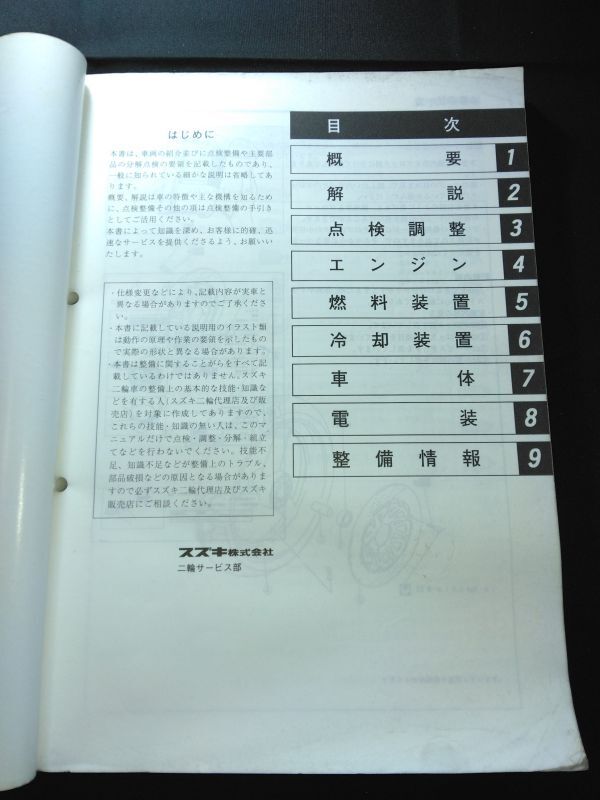 はじめに
本書は、車両の紹介並びに点検整備や主要部
品の分解点検の要領を記載したものであり、
一般に知られている細かな説明は省略してあ
ります。
概要、解説は車の特徴や主な機構を知るため
に、点検整備その他の項は点検整備の手引き
としてご活用ください。
本書によって知識を深め、お客様に的確、迅
速なサービスを提供くださるよう、お願いい
たします。
・仕様変更などにより、記載内容が実車と
異なる場合がありますのでご了承くださ
い。
・本書に記載している説明用のイラスト類
は動作の原理や作業の要領を示したもの
で実際の形状と異なる場合があります。
・本書は整備に関することがらをすべて記
載しているわけではありません。スズキ
二輪車の整備上の基本的な技能・知識な
どを有する人(スズキ二輪代理店及び販
売店)を対象に作成してありますので、
これらの技能・知識の無い人は、このマ
ニュアルだけで点検・調整・分解・組立
てなどを行わないでください。技能不
足、知識不足などが整備上のトラブル、
部品破損などの原因となる場合がありま
すので必ずスズキ二輪代理店及びスズキ
販売店にご相談ください。
スズキ株式会社
二輪サービス部
目次
概要 1
解説 2
点検調整 3
エンジン 4
燃料装置 5
冷却装置 6
車体 7
電装 8
整備情報 9